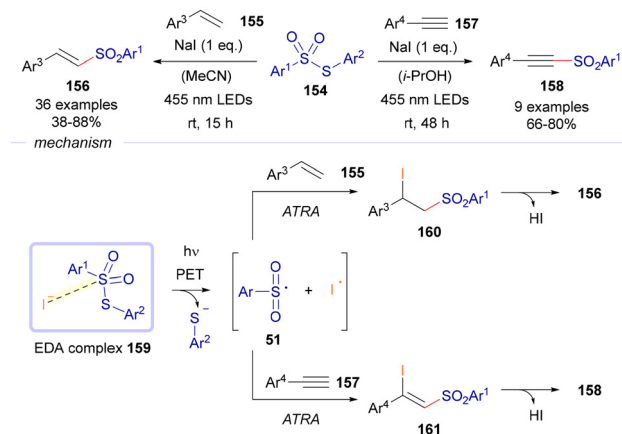 Ar3 155
NaI (1 eq.)
(MeCN)
455 nm LEDs
rt, 15 h
Ar3 SO2Ar1
156
36 examples
38-88%
O O
S Ar2
Ar1 S
154
Ar4 157
NaI (1 eq.)
(i-PrOH)
455 nm LEDs
rt, 48 h
Ar4 SO2Ar1
158
9 examples
66-80%
mechanism
Ar3 155
ATRA
I
Ar3 SO2Ar1
160
HI
156
O
Ar1 S O
I− S Ar2
EDA complex 159
hν
PET
S−
Ar2
O
Ar S• + I•
O
51
Ar4 157
ATRA
I
Ar4 SO2Ar1
161
HI
158